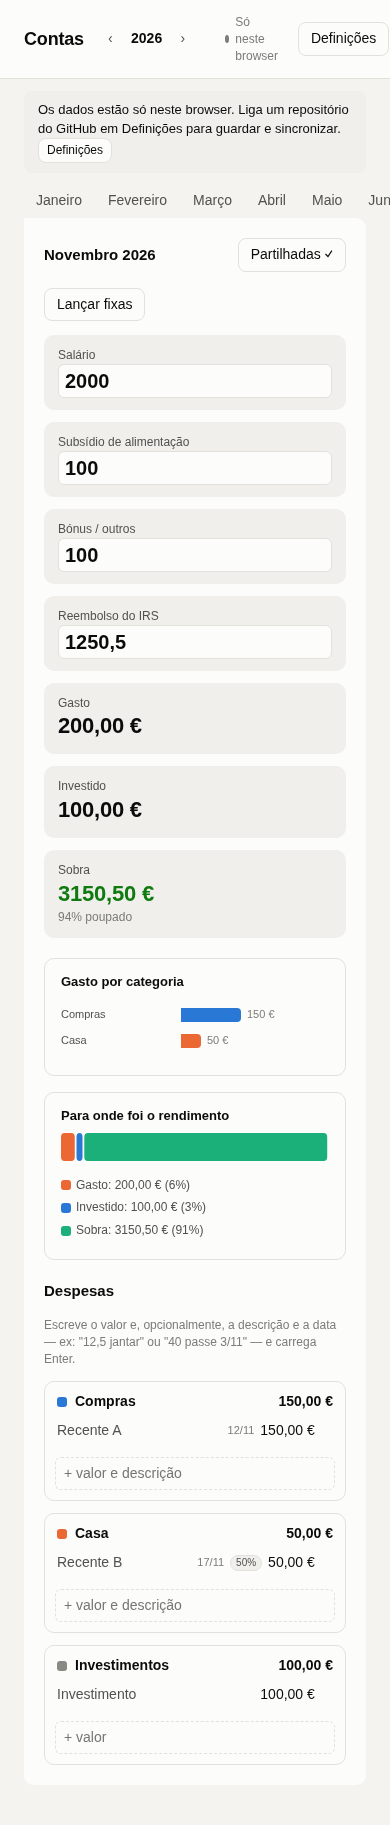 Contas ‹ 2026 › Só neste browser Definições
Os dados estão só neste browser. Liga um repositório
do GitHub em Definições para guardar e sincronizar.
Definições
Janeiro Fevereiro Março Abril Maio Jun
Novembro 2026 Partilhadas ✓
Lançar fixas
Salário
2000
Subsídio de alimentação
100
Bónus / outros
100
Reembolso do IRS
1250,5
Gasto
200,00 €
Investido
100,00 €
Sobra
3150,50 €
94% poupado
Gasto por categoria
Compras 150 €
Casa 50 €
Para onde foi o rendimento
Gasto: 200,00 € (6%)
Investido: 100,00 € (3%)
Sobra: 3150,50 € (91%)
Despesas
Escreve o valor e, opcionalmente, a descrição e a data
— ex: "12,5 jantar" ou "40 passe 3/11" — e carrega
Enter.
Compras 150,00 €
Recente A 12/11 150,00 €
+ valor e descrição
Casa 50,00 €
Recente B 17/11 50% 50,00 €
+ valor e descrição
Investimentos 100,00 €
Investimento 100,00 €
+ valor